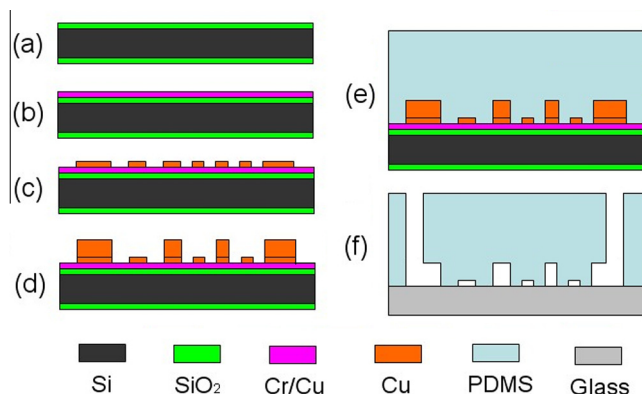 (a)
(b)
(c)
(d)
(e)
(f)
Si SiO₂ Cr/Cu Cu PDMS Glass